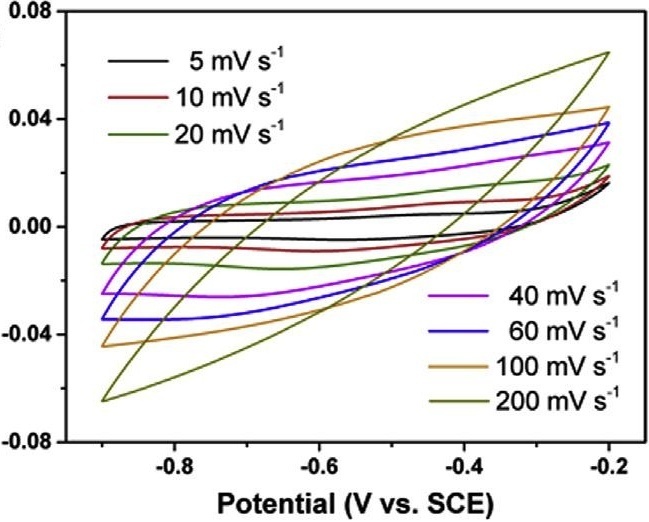 0.08
0.04
0.00
-0.04
-0.08
5 mV s⁻¹
10 mV s⁻¹
20 mV s⁻¹
40 mV s⁻¹
60 mV s⁻¹
100 mV s⁻¹
200 mV s⁻¹
-0.8 -0.6 -0.4 -0.2
Potential (V vs. SCE)